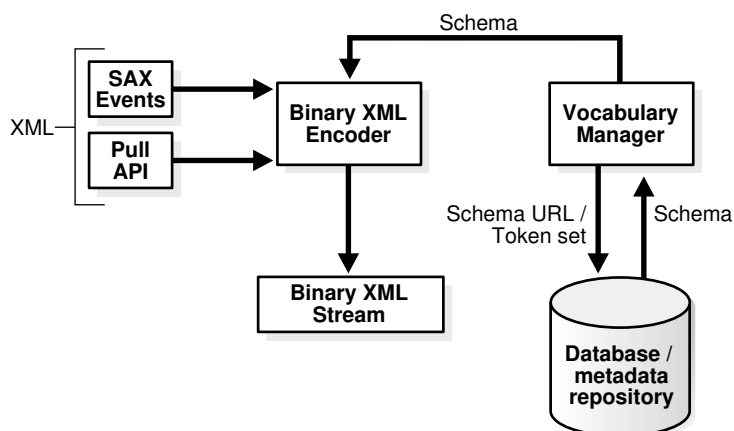 Schema
SAX
Events
XML
Pull
API
Binary XML
Encoder
Vocabulary
Manager
Schema URL /
Token set
Schema
Binary XML
Stream
Database /
metadata
repository